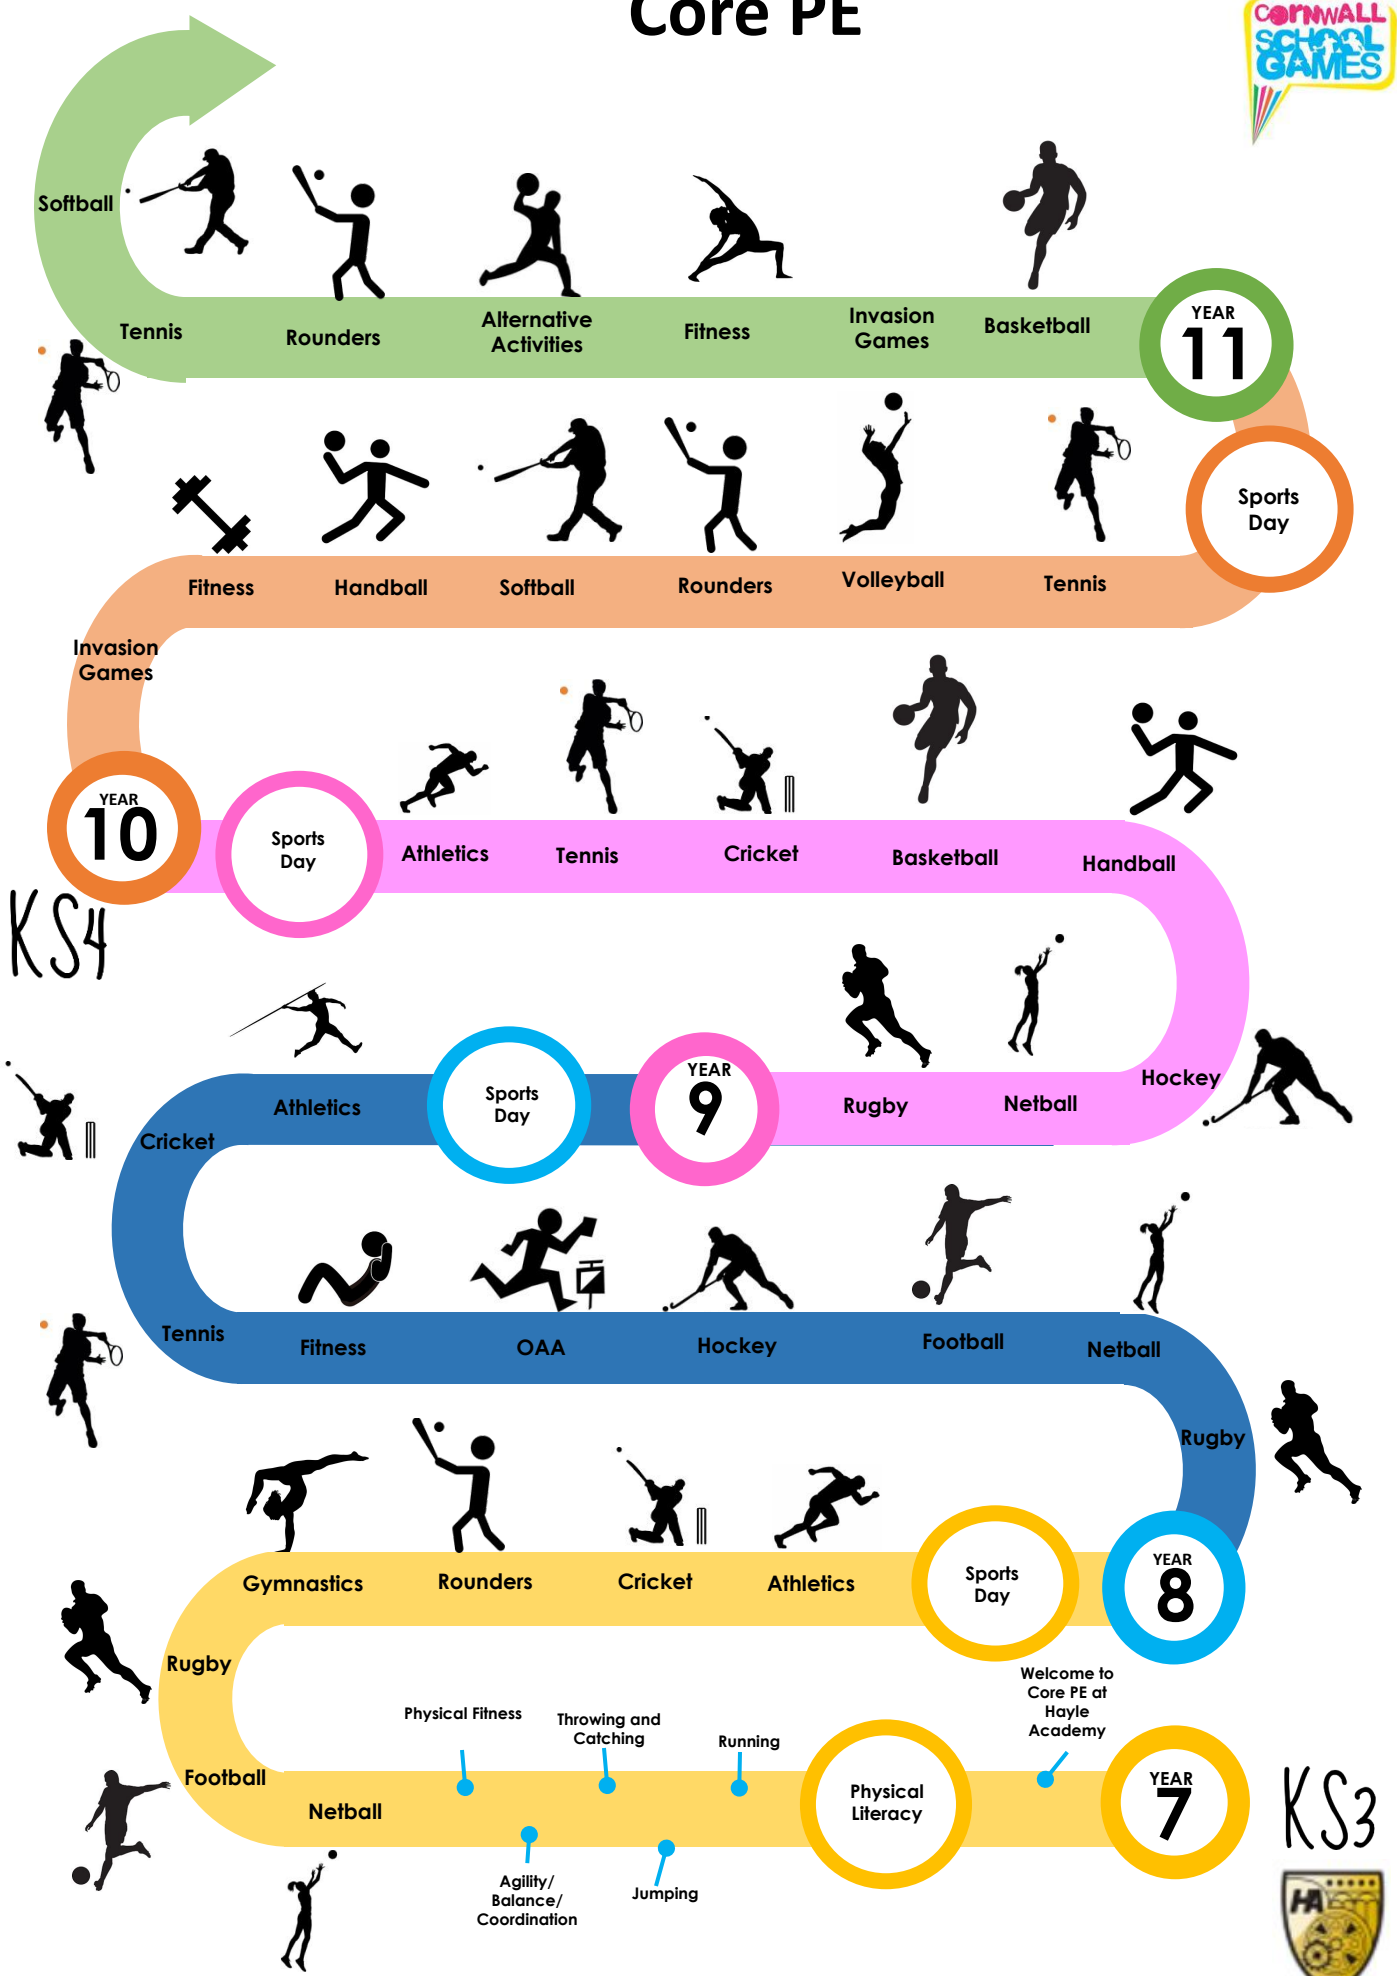 Core PE
CORNWALL
SCHOOL
GAMES
Softball
Tennis
Rounders
Alternative
Activities
Fitness
Invasion
Games
Basketball
YEAR
11
Sports
Day
Fitness
Handball
Softball
Rounders
Volleyball
Tennis
Invasion
Games
YEAR
10
Sports
Day
Athletics
Tennis
Cricket
Basketball
Handball
KS4
Hockey
Athletics
Sports
Day
YEAR
9
Rugby
Netball
Cricket
Tennis
Fitness
OAA
Hockey
Football
Netball
Rugby
Gymnastics
Rounders
Cricket
Athletics
Sports
Day
YEAR
8
Rugby
Football
Netball
Physical Fitness
Throwing and
Catching
Running
Welcome to
Core PE at
Hayle
Academy
Physical
Literacy
YEAR
7
KS3
Agility/
Balance/
Coordination
Jumping
HA